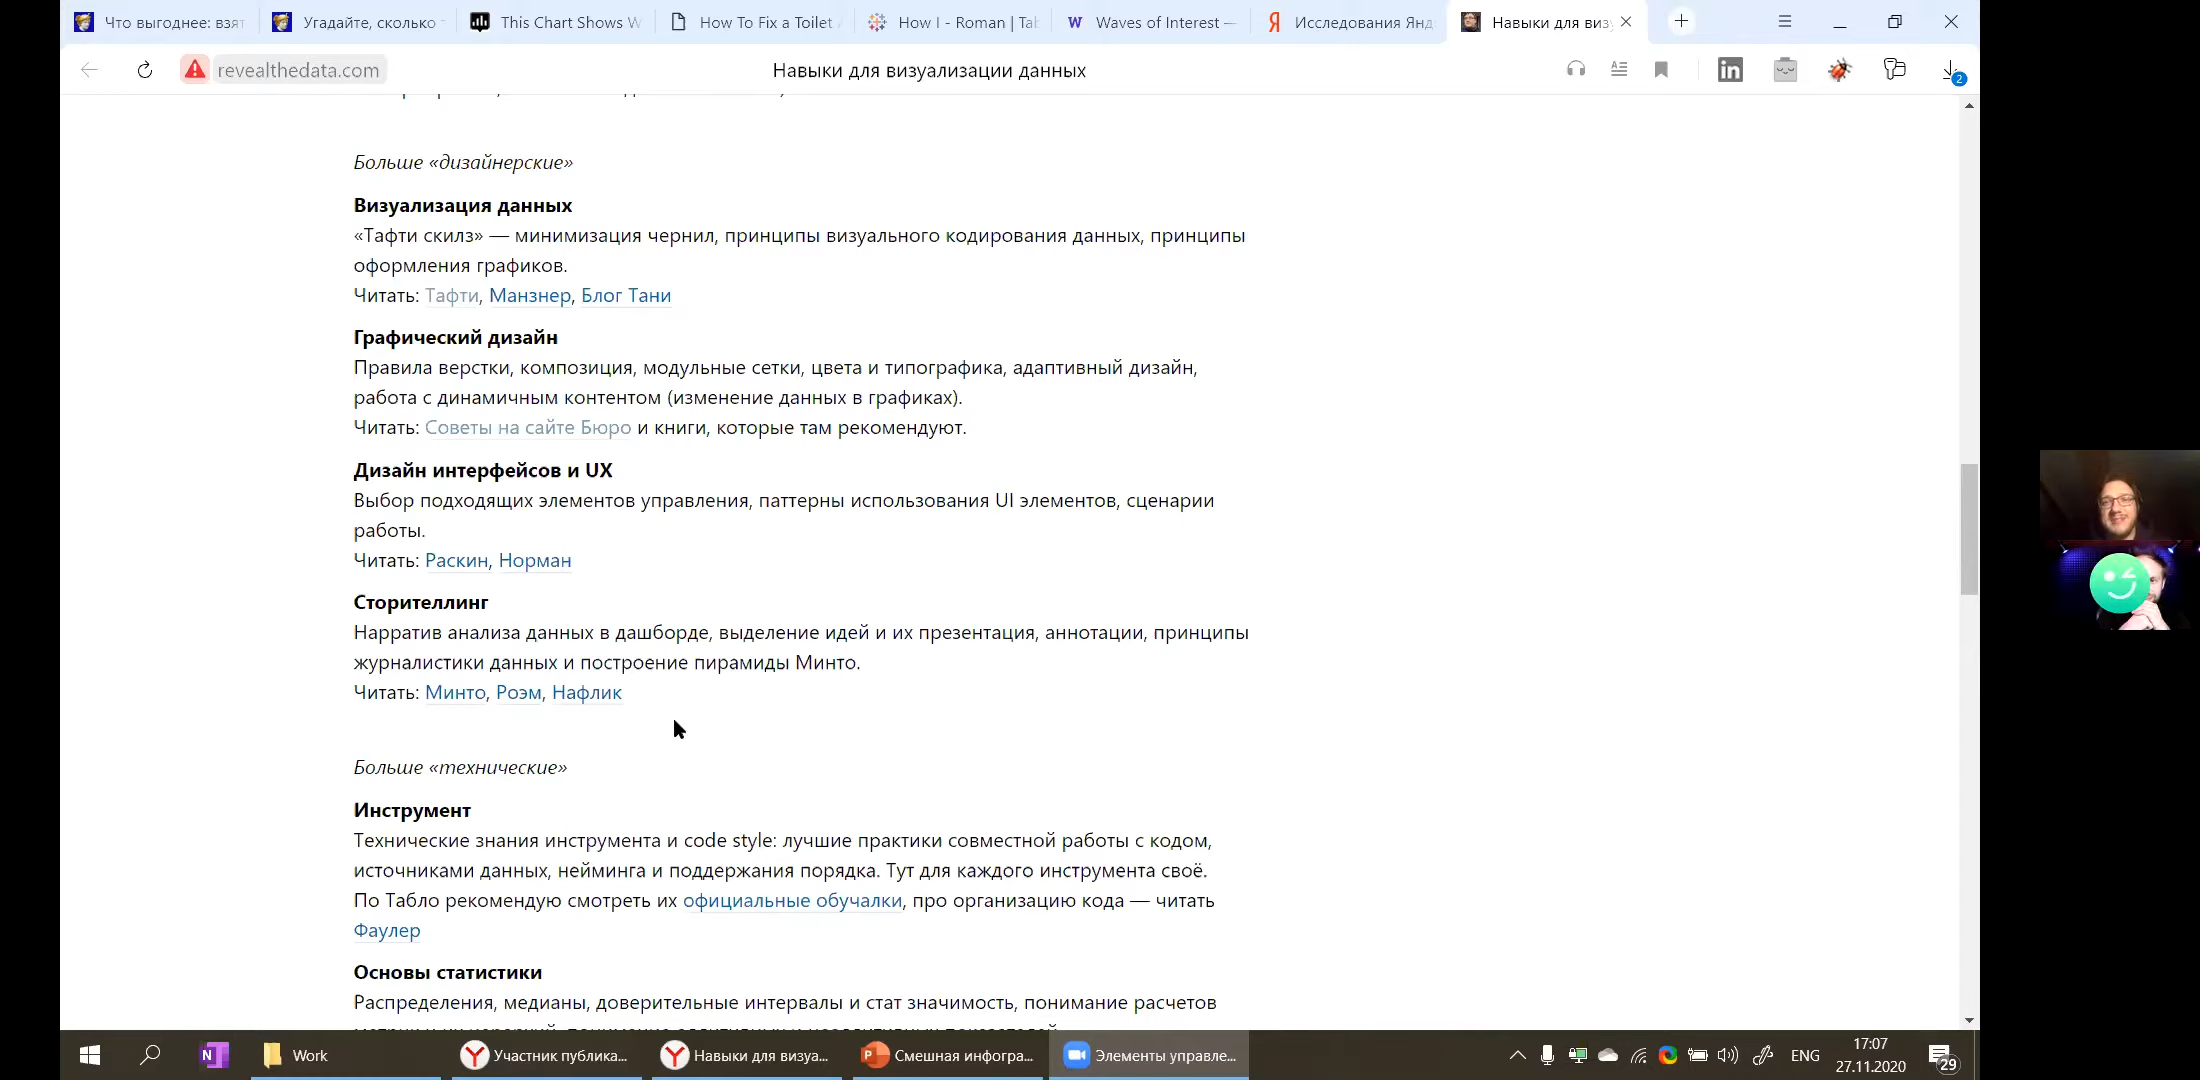 Что выгоднее: взят
Угадайте, сколько
This Chart Shows W
How To Fix a Toilet
How I - Roman | Tab
Waves of Interest —
Исследования Янд
Навыки для виз
revealthedata.com
Навыки для визуализации данных
2
Больше «дизайнерские»
Визуализация данных
«Тафти скилз» — минимизация чернил, принципы визуального кодирования данных, принципы
оформления графиков.
Читать: Тафти, Манзнер, Блог Тани
Графический дизайн
Правила верстки, композиция, модульные сетки, цвета и типографика, адаптивный дизайн,
работа с динамичным контентом (изменение данных в графиках).
Читать: Советы на сайте Бюро и книги, которые там рекомендуют.
Дизайн интерфейсов и UX
Выбор подходящих элементов управления, паттерны использования UI элементов, сценарии
работы.
Читать: Раскин, Норман
Сторителлинг
Нарратив анализа данных в дашборде, выделение идей и их презентация, аннотации, принципы
журналистики данных и построение пирамиды Минто.
Читать: Минто, Роэм, Нафлик
Больше «технические»
Инструмент
Технические знания инструмента и code style: лучшие практики совместной работы с кодом,
источниками данных, нейминга и поддержания порядка. Тут для каждого инструмента своё.
По Табло рекомендую смотреть их официальные обучалки, про организацию кода — читать
Фаулер
Основы статистики
Распределения, медианы, доверительные интервалы и стат значимость, понимание расчетов
Work
Участник публика...
Навыки для визуа...
Смешная инфогра...
Элементы управле...
ENG
17:07
27.11.2020
29